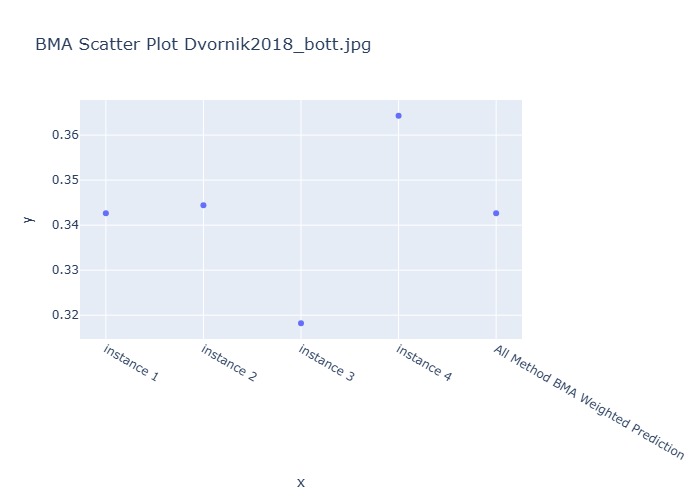 BMA Scatter Plot Dvornik2018_bott.jpg
0.36
0.35
0.34
0.33
0.32
y
instance 1
instance 2
instance 3
instance 4
All Method BMA Weighted Prediction
x